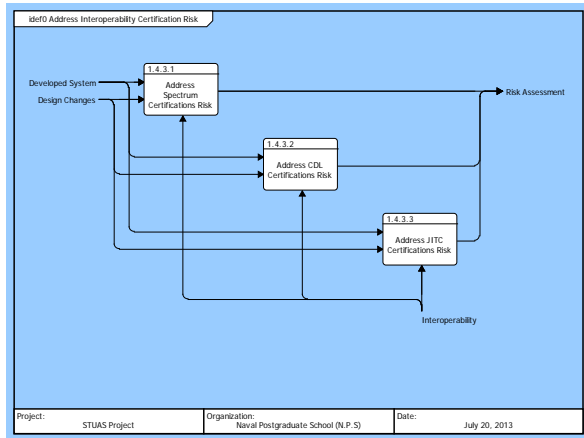 idef0 Address Interoperability Certification Risk
Developed System
Design Changes
1.4.3.1
Address
Spectrum
Certifications Risk
Risk Assessment
1.4.3.2
Address CDL
Certifications Risk
1.4.3.3
Address JITC
Certifications Risk
Interoperability
Project:
STUAS Project
Organization:
Naval Postgraduate School (N.P.S)
Date:
July 20, 2013